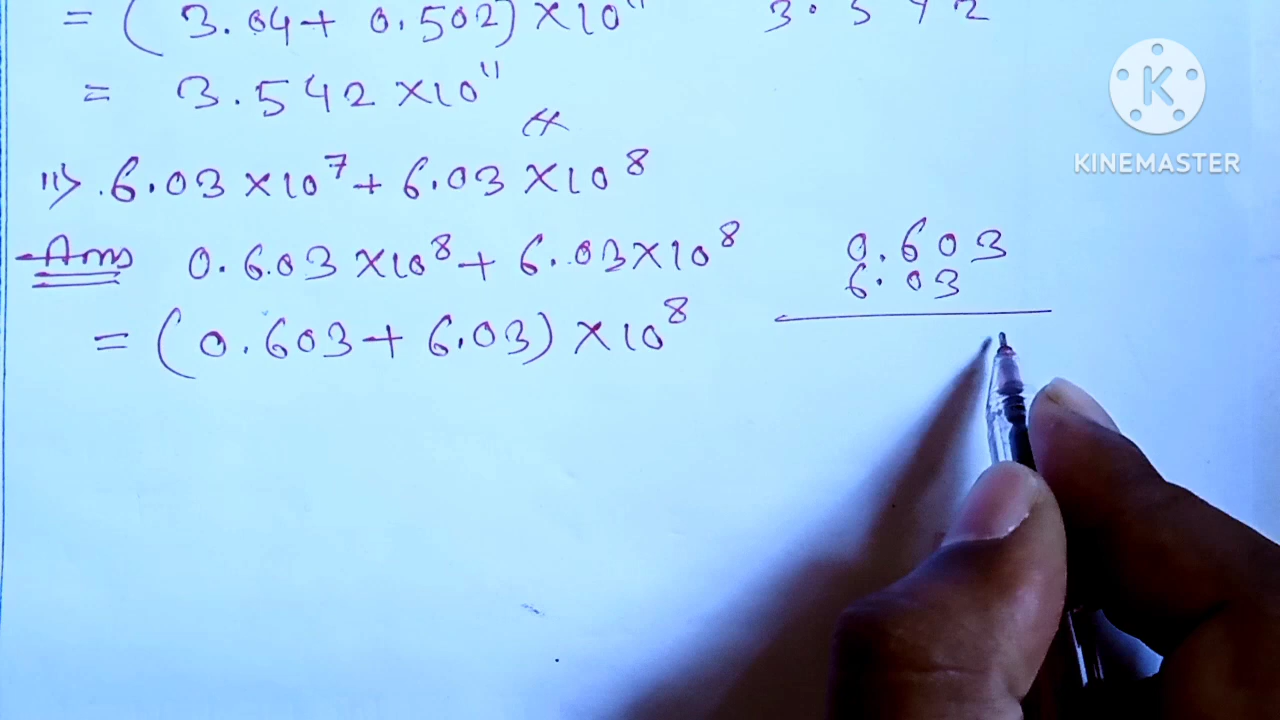 = (3.04 + 0.502) × 10¹¹
3.542
= 3.542 × 10¹¹
K
KINEMASTER
ii> 6.03 × 10⁷ + 6.03 × 10⁸
Ans 0.603 × 10⁸ + 6.03 × 10⁸
0.603
6.03
= (0.603 + 6.03) × 10⁸